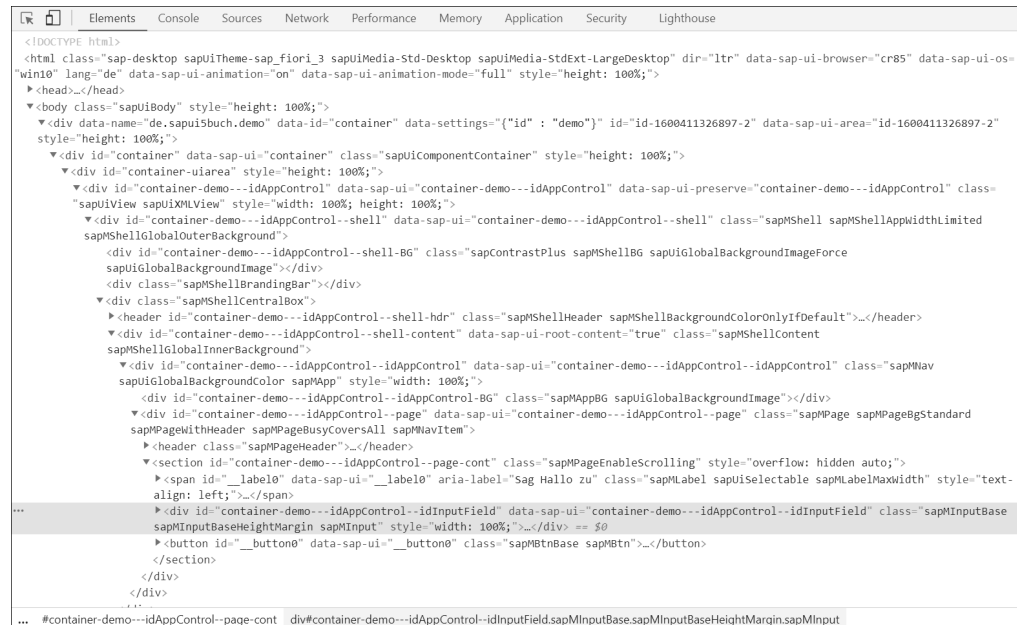 Elements Console Sources Network Performance Memory Application Security Lighthouse
<!DOCTYPE html>
<html class="sap-desktop sapUiTheme-sap_fiori_3 sapUiMedia-Std-Desktop sapUiMedia-StdExt-LargeDesktop" dir="ltr" data-sap-ui-browser="cr85" data-sap-ui-os=
"win10" lang="de" data-sap-ui-animation="on" data-sap-ui-animation-mode="full" style="height: 100%;">
▶<head>…</head>
▼<body class="sapUiBody" style="height: 100%;">
▼<div data-name="de.sapui5buch.demo" data-id="container" data-settings="{"id" : "demo"}" id="id-1600411326897-2" data-sap-ui-area="id-1600411326897-2"
style="height: 100%;">
▼<div id="container" data-sap-ui="container" class="sapUiComponentContainer" style="height: 100%;">
▼<div id="container-uiarea" style="height: 100%;">
▼<div id="container-demo---idAppControl" data-sap-ui="container-demo---idAppControl" data-sap-ui-preserve="container-demo---idAppControl" class=
"sapUiView sapUiXMLView" style="width: 100%; height: 100%;">
▼<div id="container-demo---idAppControl--shell" data-sap-ui="container-demo---idAppControl--shell" class="sapMShell sapMShellAppWidthLimited
sapMShellGlobalOuterBackground">
<div id="container-demo---idAppControl--shell-BG" class="sapContrastPlus sapMShellBG sapUiGlobalBackgroundImageForce
sapUiGlobalBackgroundImage"></div>
<div class="sapMShellBrandingBar"></div>
▼<div class="sapMShellCentralBox">
▶<header id="container-demo---idAppControl--shell-hdr" class="sapMShellHeader sapMShellBackgroundColorOnlyIfDefault">…</header>
▼<div id="container-demo---idAppControl--shell-content" data-sap-ui-root-content="true" class="sapMShellContent
sapMShellGlobalInnerBackground">
▼<div id="container-demo---idAppControl--idAppControl" data-sap-ui="container-demo---idAppControl--idAppControl" class="sapMNav
sapUiGlobalBackgroundColor sapMApp" style="width: 100%;">
<div id="container-demo---idAppControl--idAppControl-BG" class="sapMAppBG sapUiGlobalBackgroundImage"></div>
▼<div id="container-demo---idAppControl--page" data-sap-ui="container-demo---idAppControl--page" class="sapMPage sapMPageBgStandard
sapMPageWithHeader sapMPageBusyCoversAll sapMNavItem">
▶<header class="sapMPageHeader">…</header>
▼<section id="container-demo---idAppControl--page-cont" class="sapMPageEnableScrolling" style="overflow: hidden auto;">
▶<span id="__label0" data-sap-ui="__label0" aria-label="Sag Hallo zu" class="sapMLabel sapUiSelectable sapMLabelMaxWidth" style="text-
align: left;">…</span>
… ▶<div id="container-demo---idAppControl--idInputField" data-sap-ui="container-demo---idAppControl--idInputField" class="sapMInputBase
sapMInputBaseHeightMargin sapMInput" style="width: 100%;">…</div> == $0
▶<button id="__button0" data-sap-ui="__button0" class="sapMBtnBase sapMBtn">…</button>
</section>
</div>
</div>
… #container-demo---idAppControl--page-cont div#container-demo---idAppControl--idInputField.sapMInputBase.sapMInputBaseHeightMargin.sapMInput